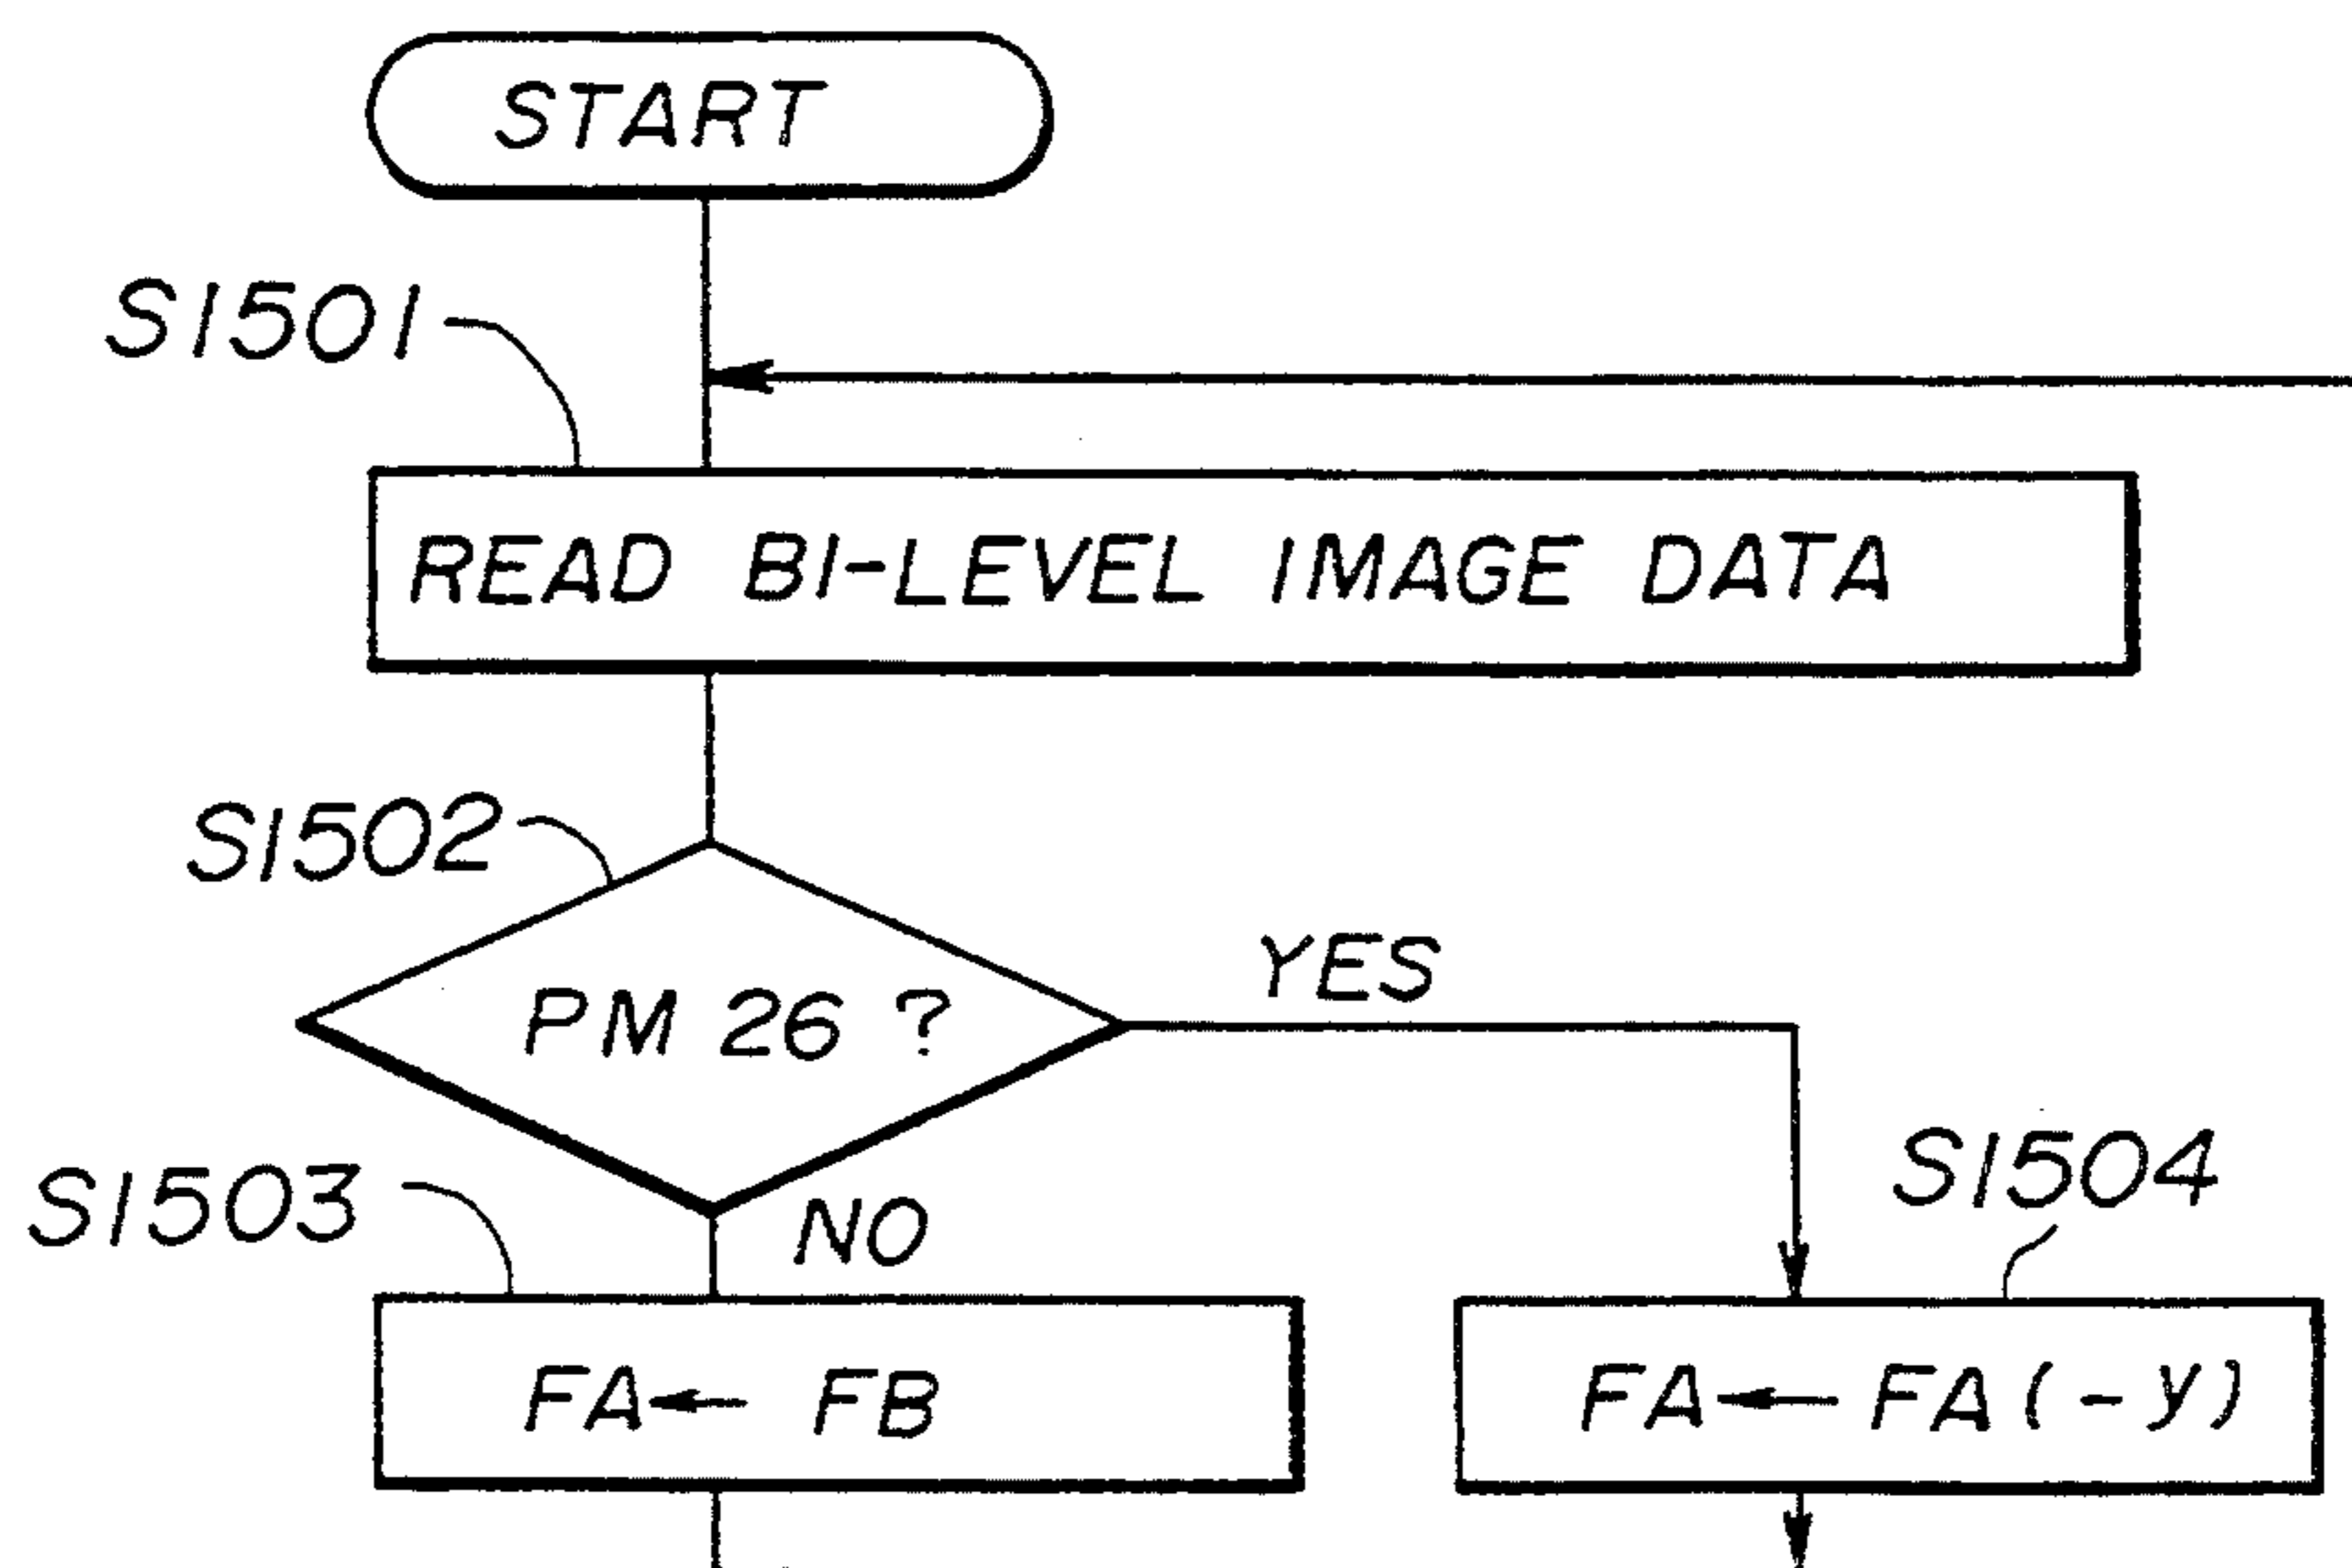 START
S1501
READ BI-LEVEL IMAGE DATA
S1502
PM 26 ?
YES
NO
S1503
S1504
FA ← FB
FA ← FA (-y)